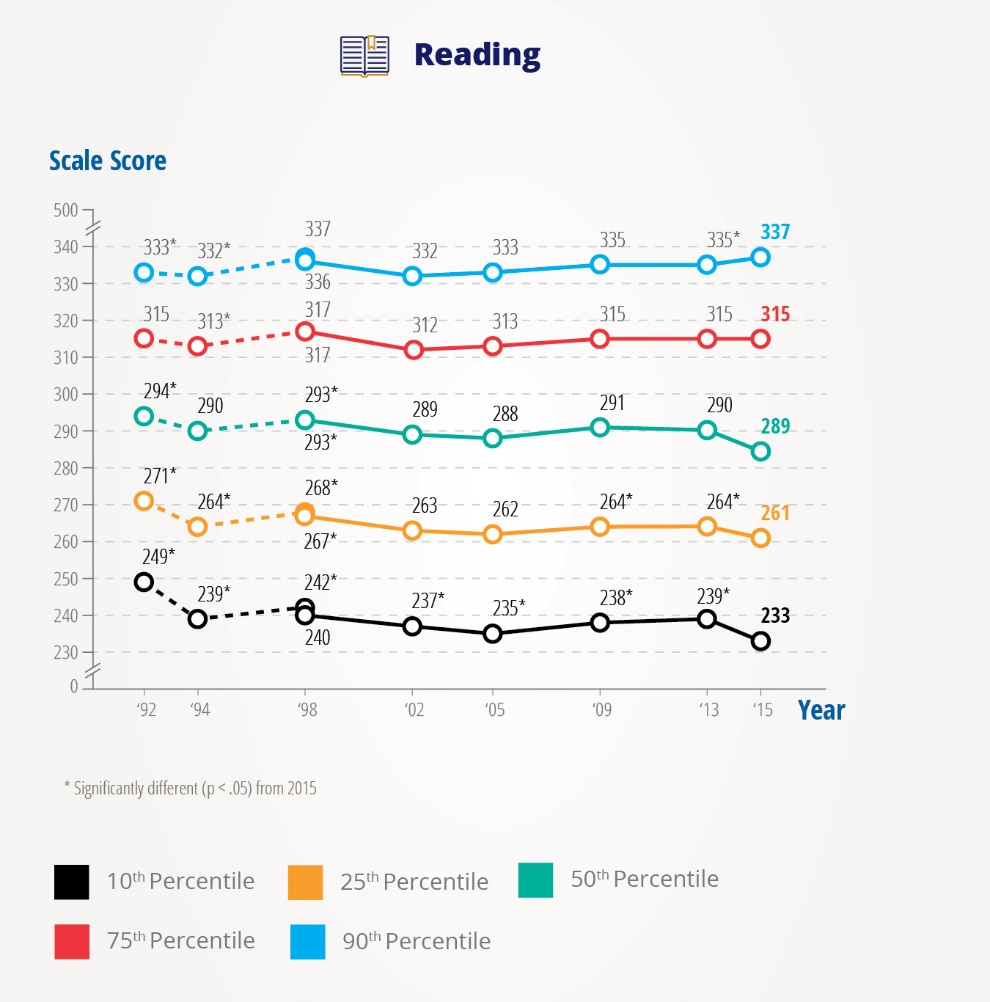 Reading
Scale Score
500
340
330
320
310
300
290
280
270
260
250
240
230
0
333* 332* 337 332 333 335 335* 337
336
315 313* 317 312 313 315 315 315
317
294* 290 293* 289 288 291 290 289
293*
271* 264* 268* 263 262 264* 264* 261
267*
249* 239* 242* 237* 235* 238* 239* 233
240
‘92 ‘94 ‘98 ‘02 ‘05 ‘09 ‘13 ‘15 Year
* Significantly different (p < .05) from 2015
10th Percentile 25th Percentile 50th Percentile
75th Percentile 90th Percentile